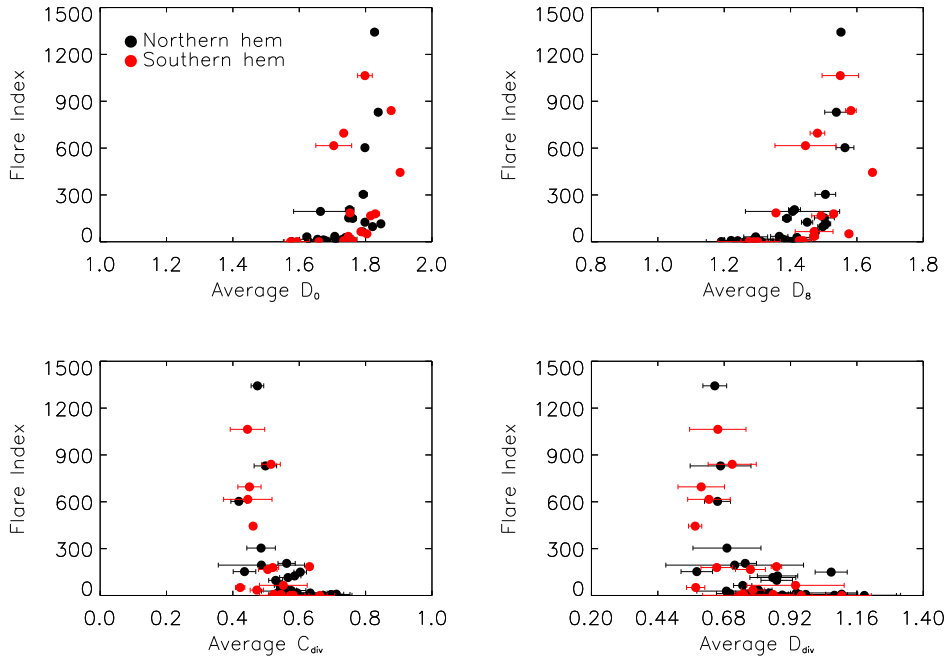 1500
1200
900
600
300
0
Flare Index
Northern hem
Southern hem
1.0 1.2 1.4 1.6 1.8 2.0
Average D0
1500
1200
900
600
300
0
Flare Index
0.8 1.0 1.2 1.4 1.6 1.8
Average D8
1500
1200
900
600
300
0
Flare Index
0.0 0.2 0.4 0.6 0.8 1.0
Average Cdiv
1500
1200
900
600
300
0
Flare Index
0.20 0.44 0.68 0.92 1.16 1.40
Average Ddiv